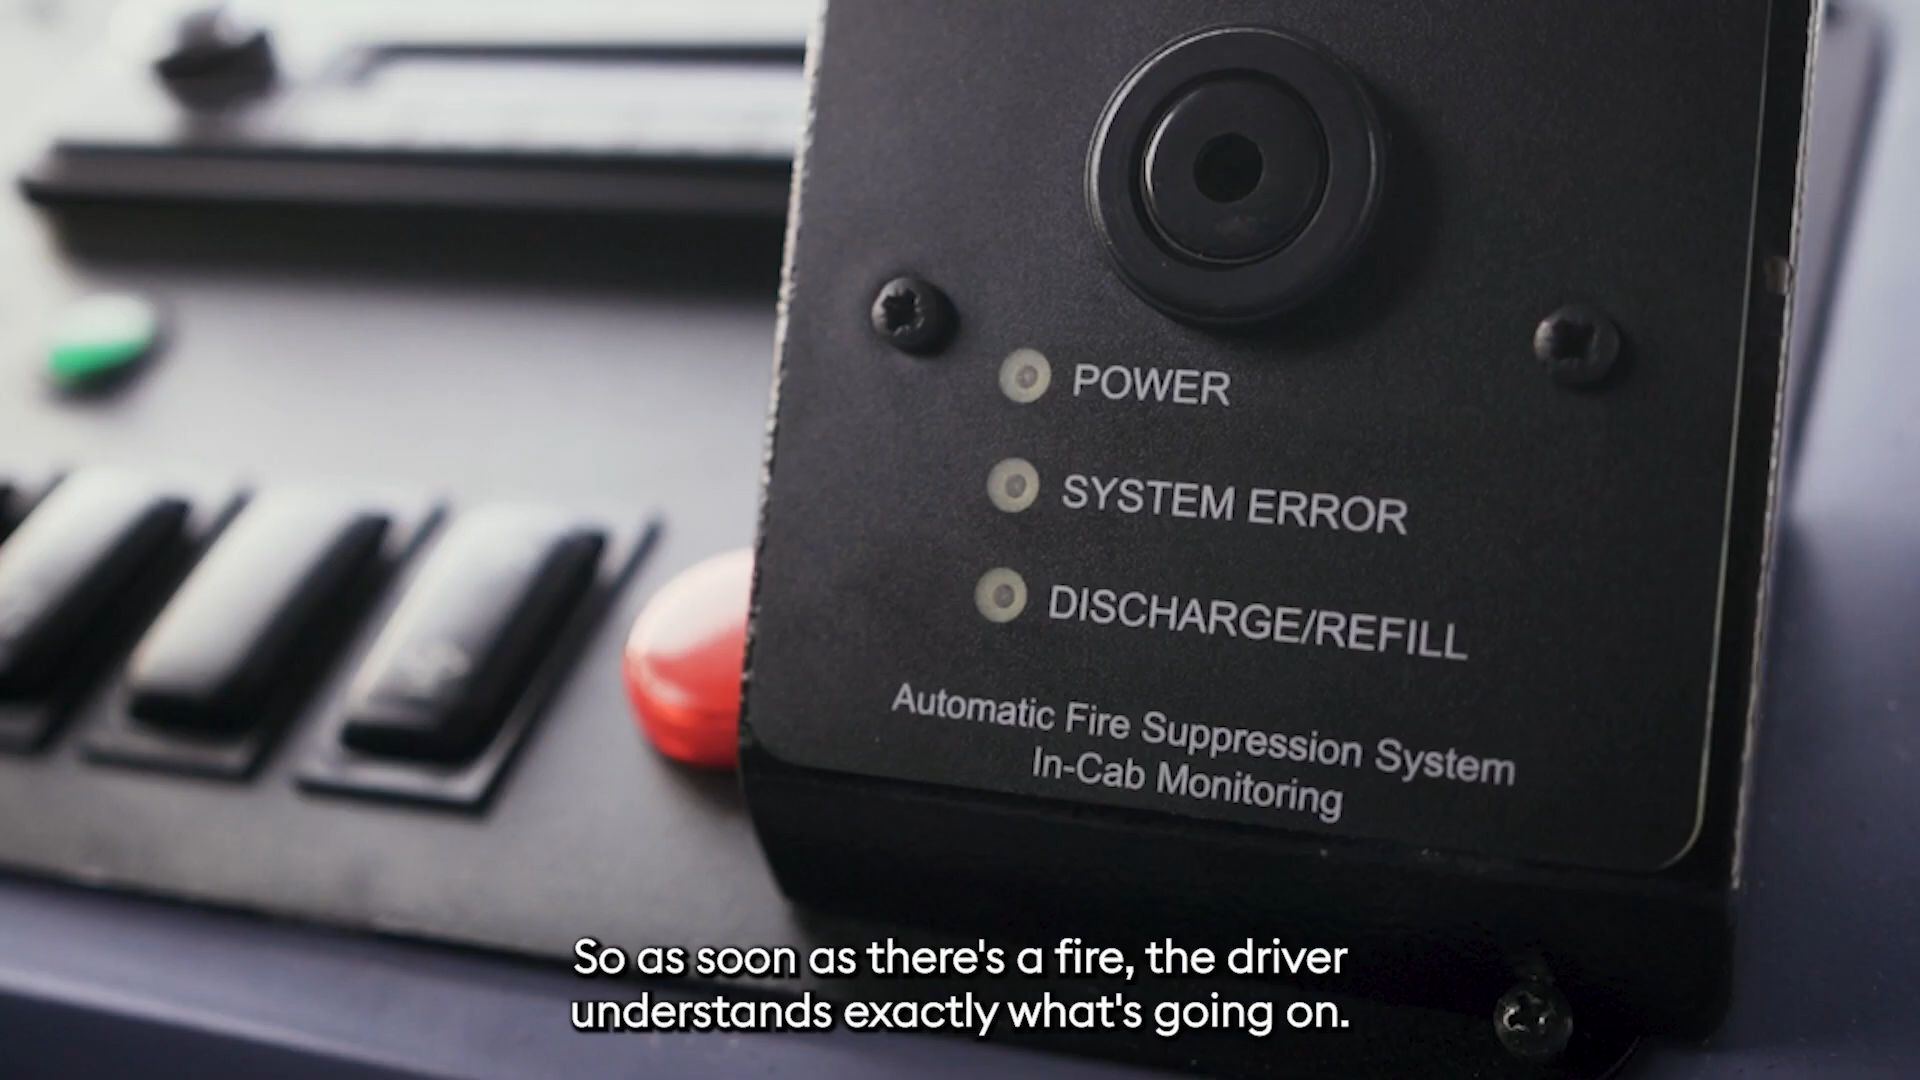 POWER
SYSTEM ERROR
DISCHARGE/REFILL
Automatic Fire Suppression System
In-Cab Monitoring
So as soon as there's a fire, the driver
understands exactly what's going on.